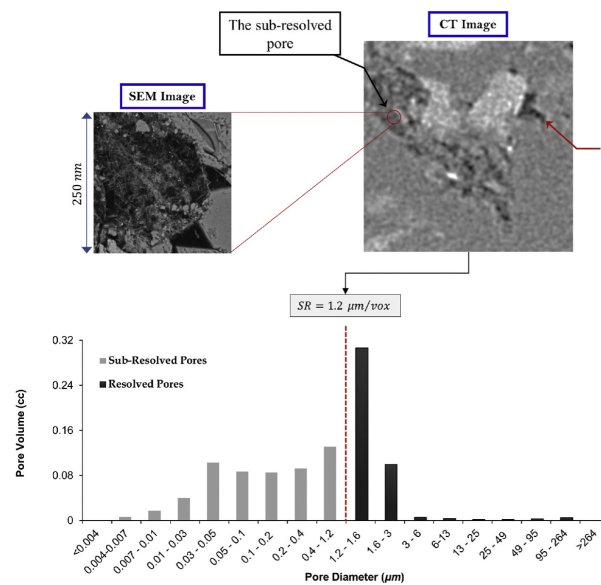 The sub-resolved
pore
CT Image
SEM Image
250 nm
SR = 1.2 μm/vox
0.32
0.24
0.16
0.08
0
Pore Volume (cc)
Sub-Resolved Pores
Resolved Pores
<0.004
0.004-0.007
0.007 - 0.01
0.01 - 0.03
0.03 - 0.05
0.05 - 0.1
0.1 - 0.2
0.2 - 0.4
0.4 - 1.2
1.2 - 1.6
1.6 - 3
3 - 6
6-13
13 - 25
25 - 49
49 - 95
95 - 264
>264
Pore Diameter (μm)